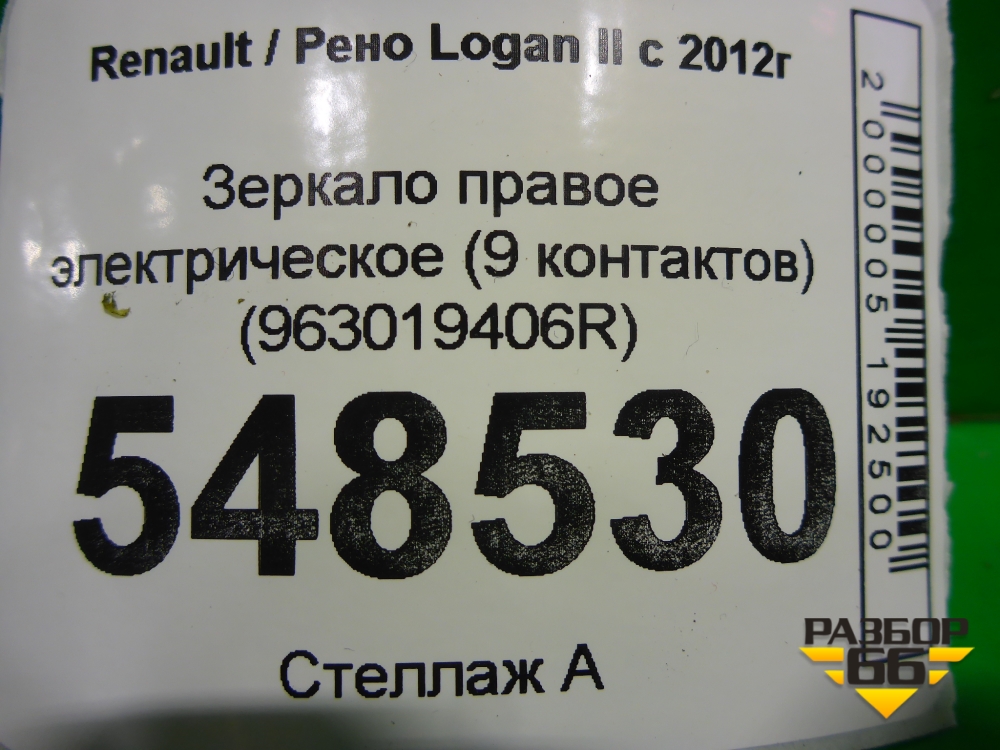 Renault / Рено Logan II с 2012г
Зеркало правое
электрическое (9 контактов)
(963019406R)
548530
Стеллаж А
2000005192500
РАЗБОР
66